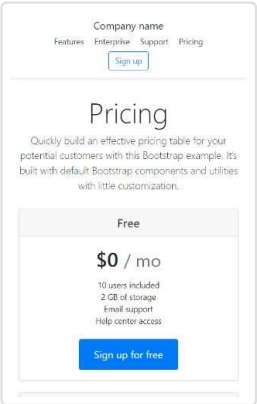 Company name
Features Enterprise Support Pricing
Sign up
Pricing
Quickly build an effective pricing table for your
potential customers with this Bootstrap example. It's
built with default Bootstrap components and utilities
with little customization.
Free
$0 / mo
10 users included
2 GB of storage
Email support
Help center access
Sign up for free